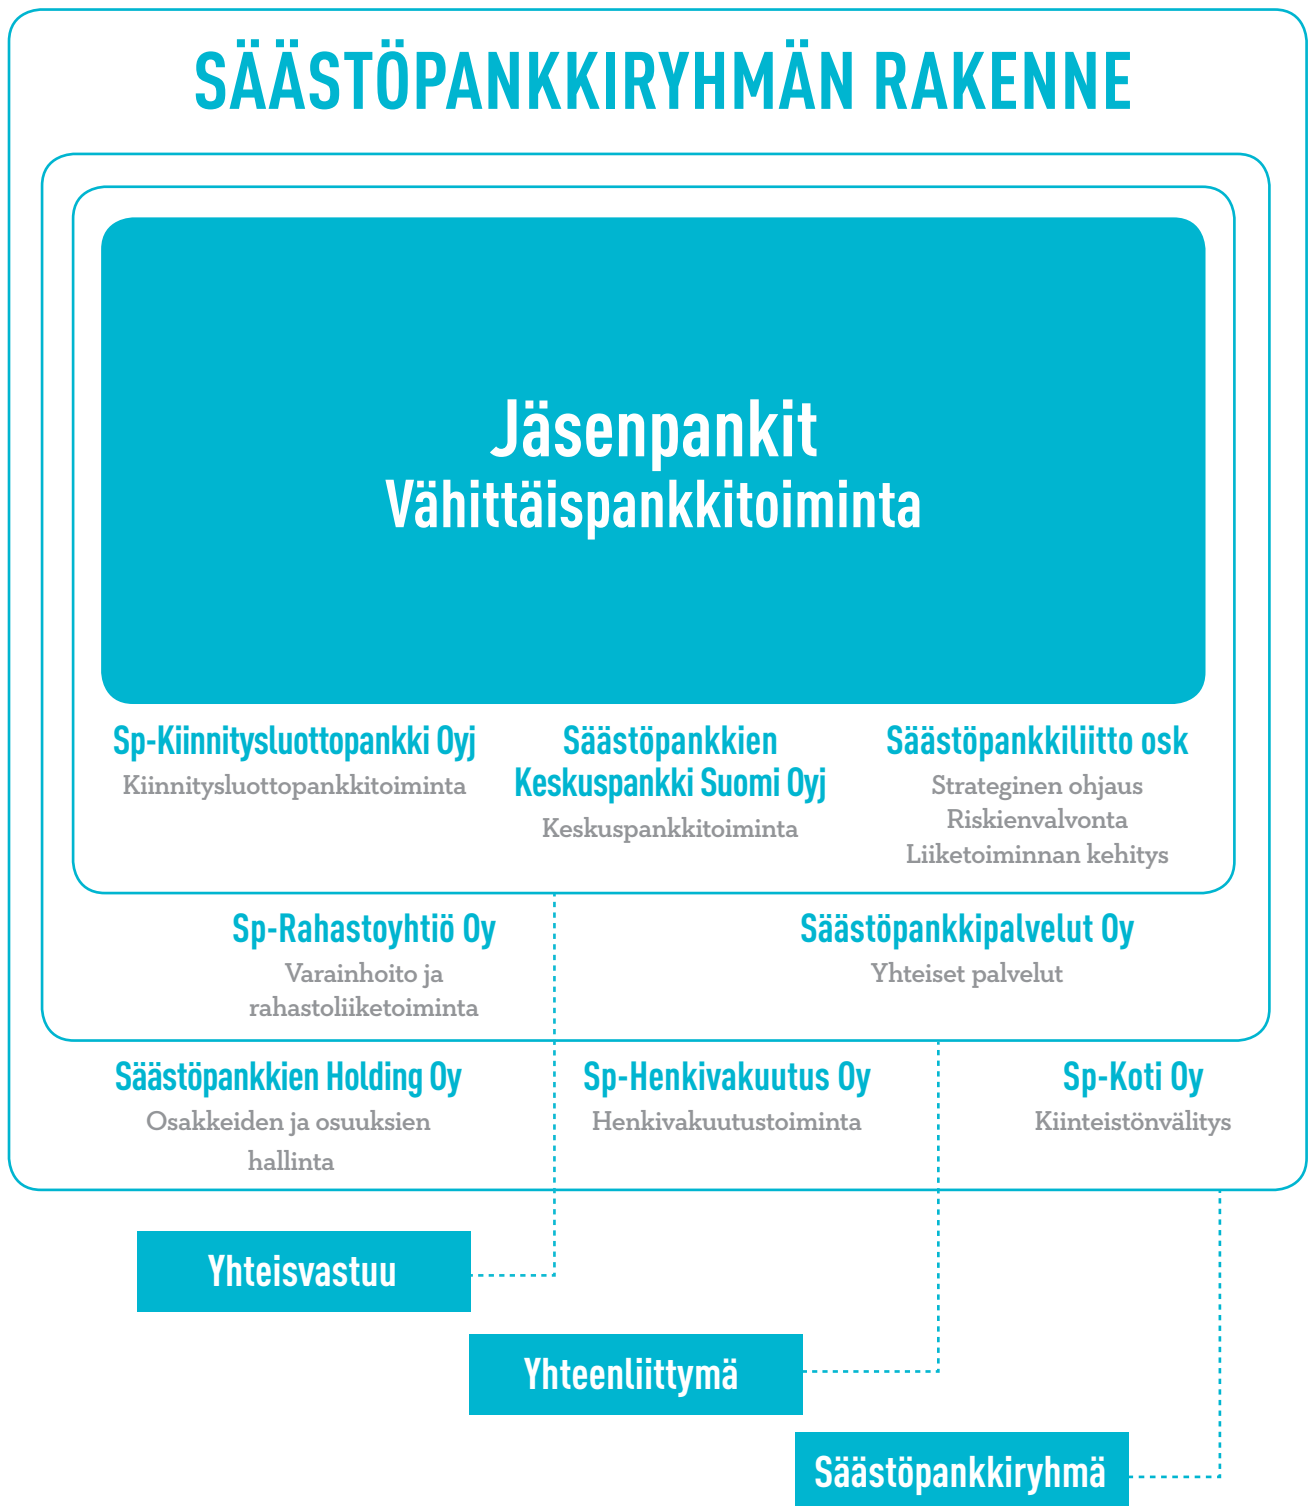 SÄÄSTÖPANKKIRYHMÄN RAKENNE
Jäsenpankit
Vähittäispankkitoiminta
Sp-Kiinnitysluottopankki Oyj
Kiinnitysluottopankkitoiminta
Säästöpankkien
Keskuspankki Suomi Oyj
Keskuspankkitoiminta
Säästöpankkiliitto osk
Strateginen ohjaus
Riskienvalvonta
Liiketoiminnan kehitys
Sp-Rahastoyhtiö Oy
Varainhoito ja
rahastoliiketoiminta
Säästöpankkipalvelut Oy
Yhteiset palvelut
Säästöpankkien Holding Oy
Osakkeiden ja osuuksien
hallinta
Sp-Henkivakuutus Oy
Henkivakuutustoiminta
Sp-Koti Oy
Kiinteistönvälitys
Yhteisvastuu
Yhteenliittymä
Säästöpankkiryhmä